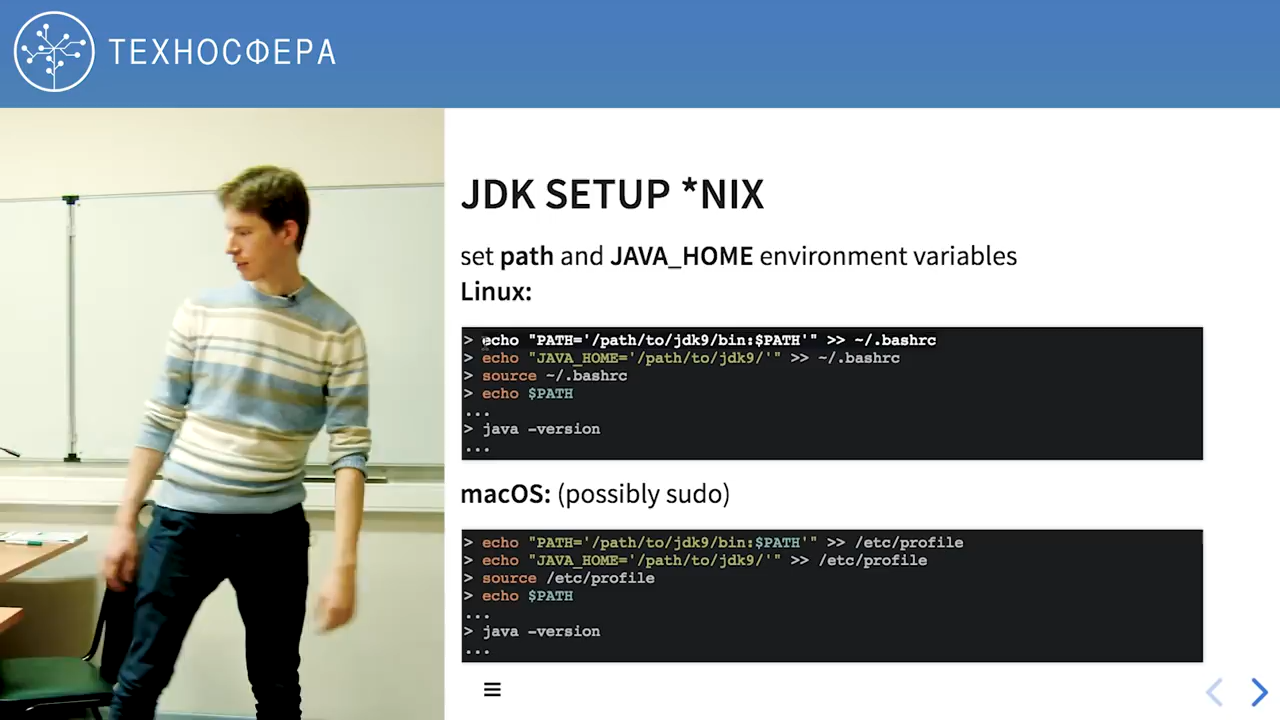 ТЕХНОСФЕРА
JDK SETUP *NIX
set path and JAVA_HOME environment variables
Linux:
> echo "PATH='/path/to/jdk9/bin:$PATH'" >> ~/.bashrc
> echo "JAVA_HOME='/path/to/jdk9/'" >> ~/.bashrc
> source ~/.bashrc
> echo $PATH
...
> java -version
...
macOS: (possibly sudo)
> echo "PATH='/path/to/jdk9/bin:$PATH'" >> /etc/profile
> echo "JAVA_HOME='/path/to/jdk9/'" >> /etc/profile
> source /etc/profile
> echo $PATH
...
> java -version
...